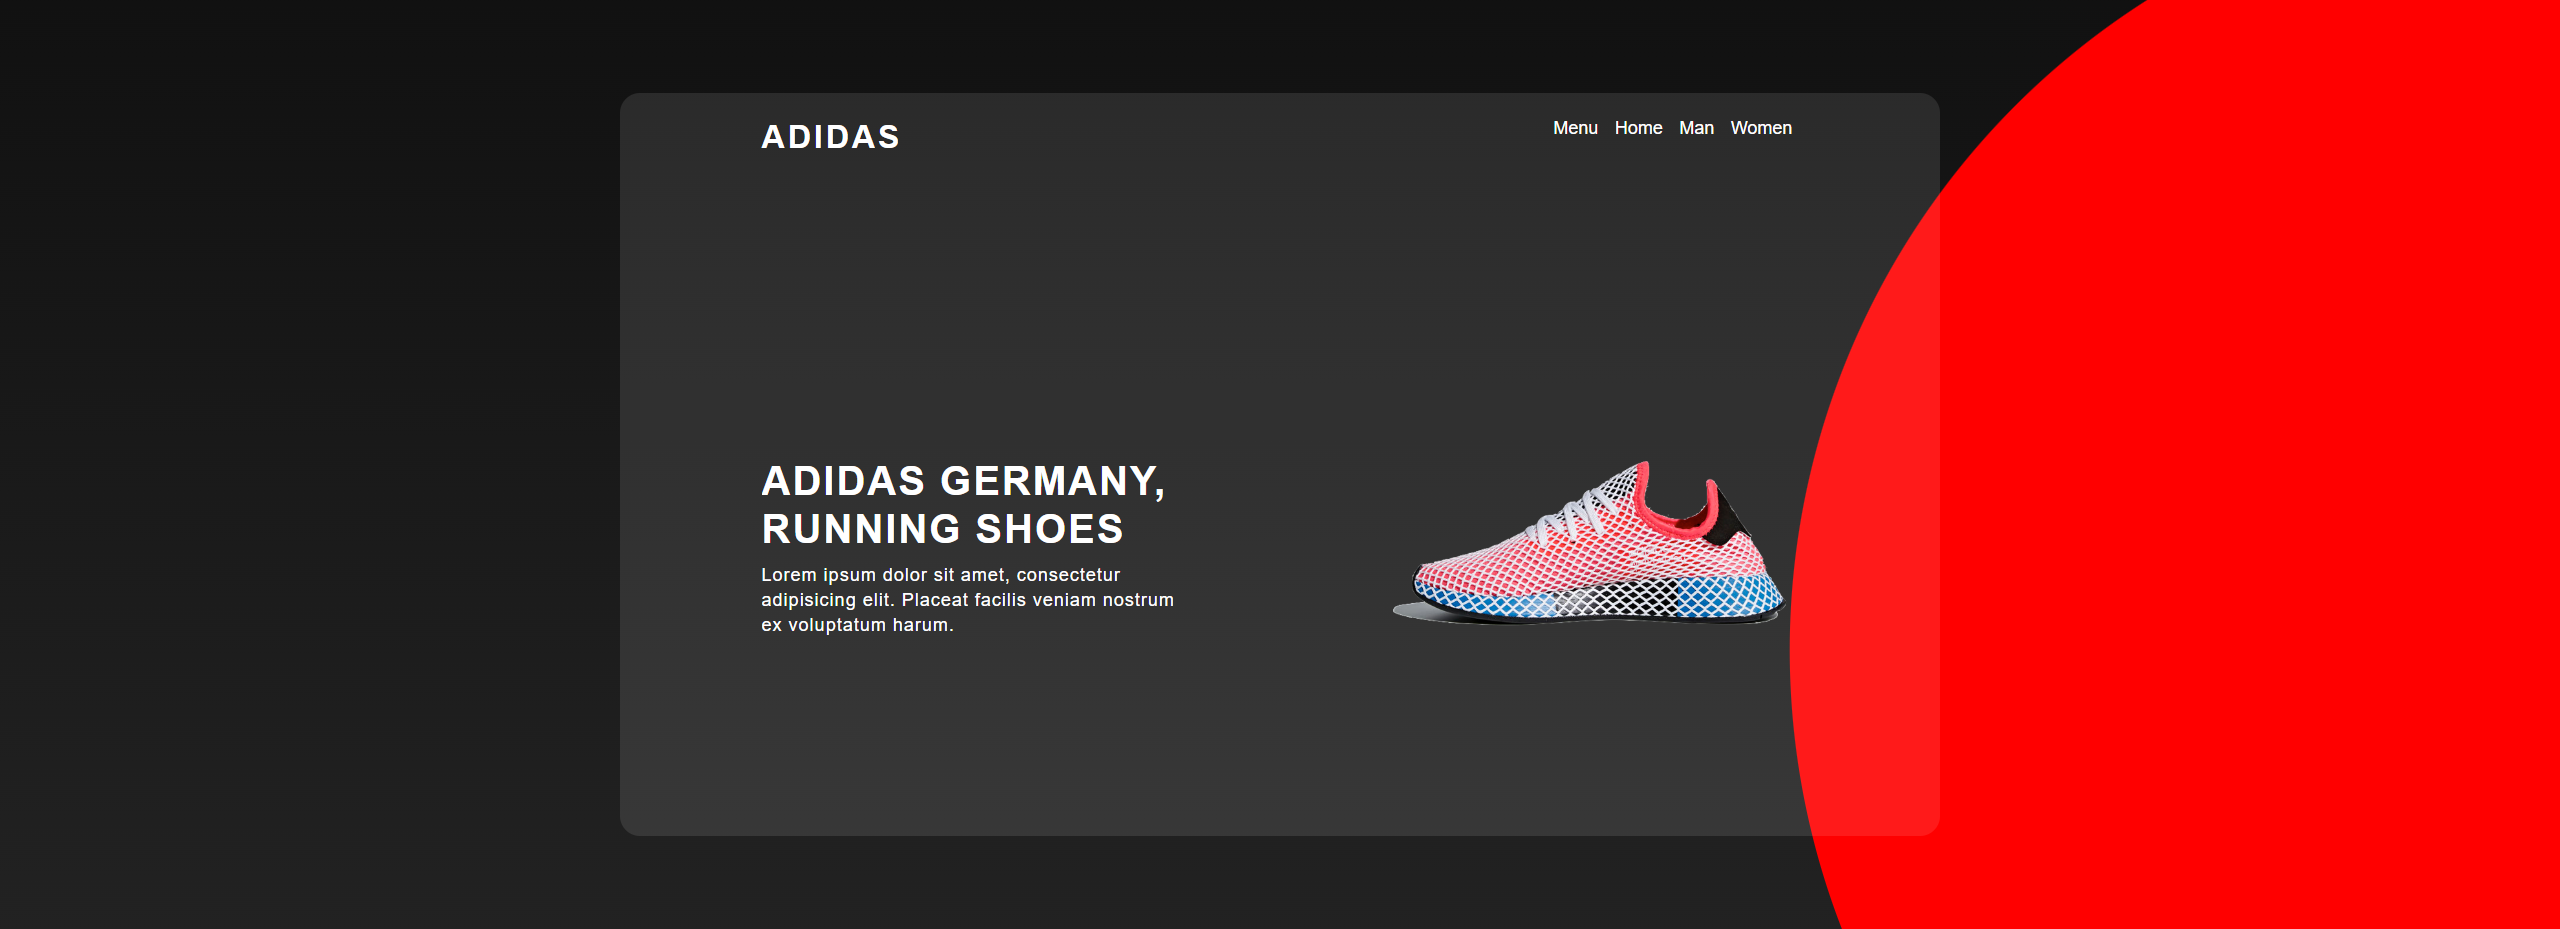 ADIDAS
Menu Home Man Women
ADIDAS GERMANY,
RUNNING SHOES
Lorem ipsum dolor sit amet, consectetur
adipisicing elit. Placeat facilis veniam nostrum
ex voluptatum harum.